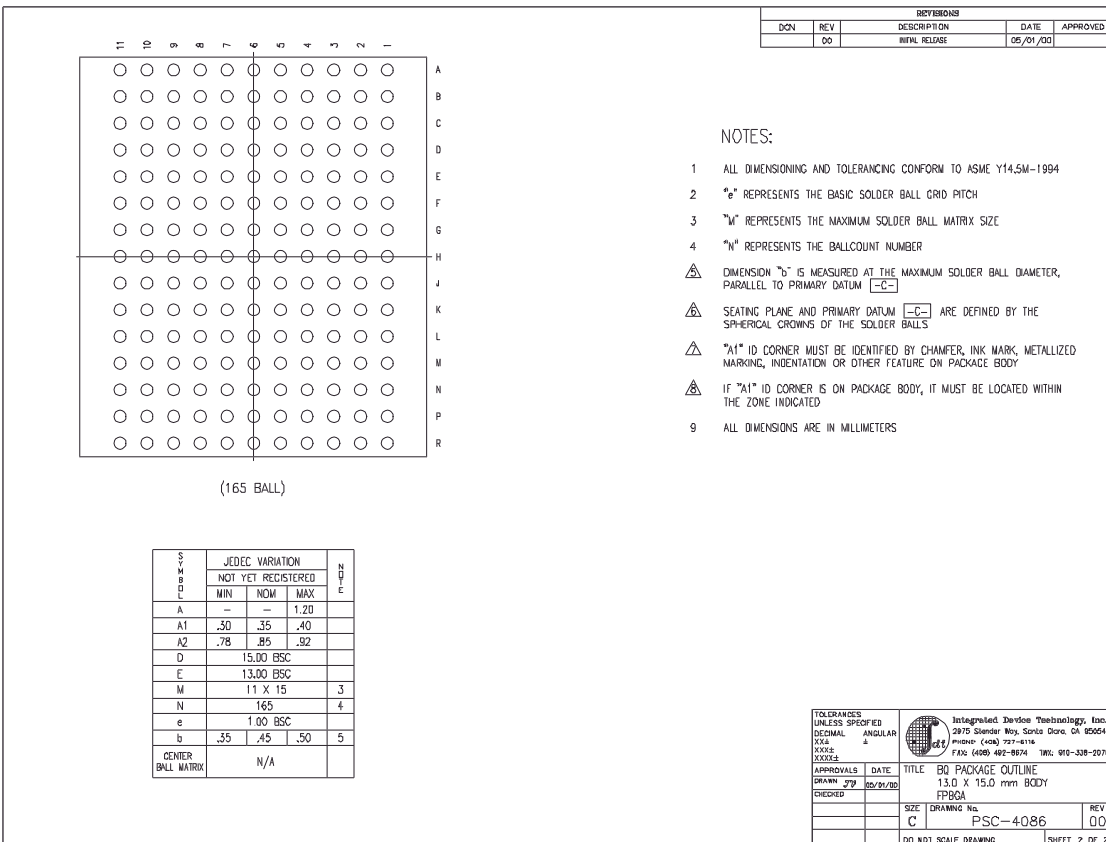 REVISIONS
DCN REV DESCRIPTION DATE APPROVED
00 INITIAL RELEASE 05/01/00
11 10 9 8 7 6 5 4 3 2 1
A
B
C
D
E
F
G
H
J
K
L
M
N
P
R
(165 BALL)
NOTES:
1 ALL DIMENSIONING AND TOLERANCING CONFORM TO ASME Y14.5M-1994
2 "e" REPRESENTS THE BASIC SOLDER BALL GRID PITCH
3 "M" REPRESENTS THE MAXIMUM SOLDER BALL MATRIX SIZE
4 "N" REPRESENTS THE BALLCOUNT NUMBER
5 DIMENSION "b" IS MEASURED AT THE MAXIMUM SOLDER BALL DIAMETER,
PARALLEL TO PRIMARY DATUM -C-
6 SEATING PLANE AND PRIMARY DATUM -C- ARE DEFINED BY THE
SPHERICAL CROWNS OF THE SOLDER BALLS
7 "A1" ID CORNER MUST BE IDENTIFIED BY CHAMFER, INK MARK, METALLIZED
MARKING, INDENTATION OR OTHER FEATURE ON PACKAGE BODY
8 IF "A1" ID CORNER IS ON PACKAGE BODY, IT MUST BE LOCATED WITHIN
THE ZONE INDICATED
9 ALL DIMENSIONS ARE IN MILLIMETERS
SYMBOL JEDEC VARIATION NOTE
NOT YET REGISTERED
MIN NOM MAX
A – – 1.20
A1 .30 .35 .40
A2 .78 .85 .92
D 15.00 BSC
E 13.00 BSC
M 11 X 15 3
N 165 4
e 1.00 BSC
b .35 .45 .50 5
CENTER BALL MATRIX N/A
TOLERANCES
UNLESS SPECIFIED
DECIMAL ANGULAR
XX± ±
XXX±
XXXX±
idt
Integrated Device Technology, Inc.
2975 Stender Way, Santa Clara, CA 95054
PHONE: (408) 727-6116
FAX: (408) 492-8674 TWX: 910-338-2070
APPROVALS DATE
DRAWN 05/01/00
CHECKED
TITLE BQ PACKAGE OUTLINE
13.0 X 15.0 mm BODY
FPBGA
SIZE DRAWING No. REV
C PSC-4086 00
DO NOT SCALE DRAWING SHEET 2 OF 2